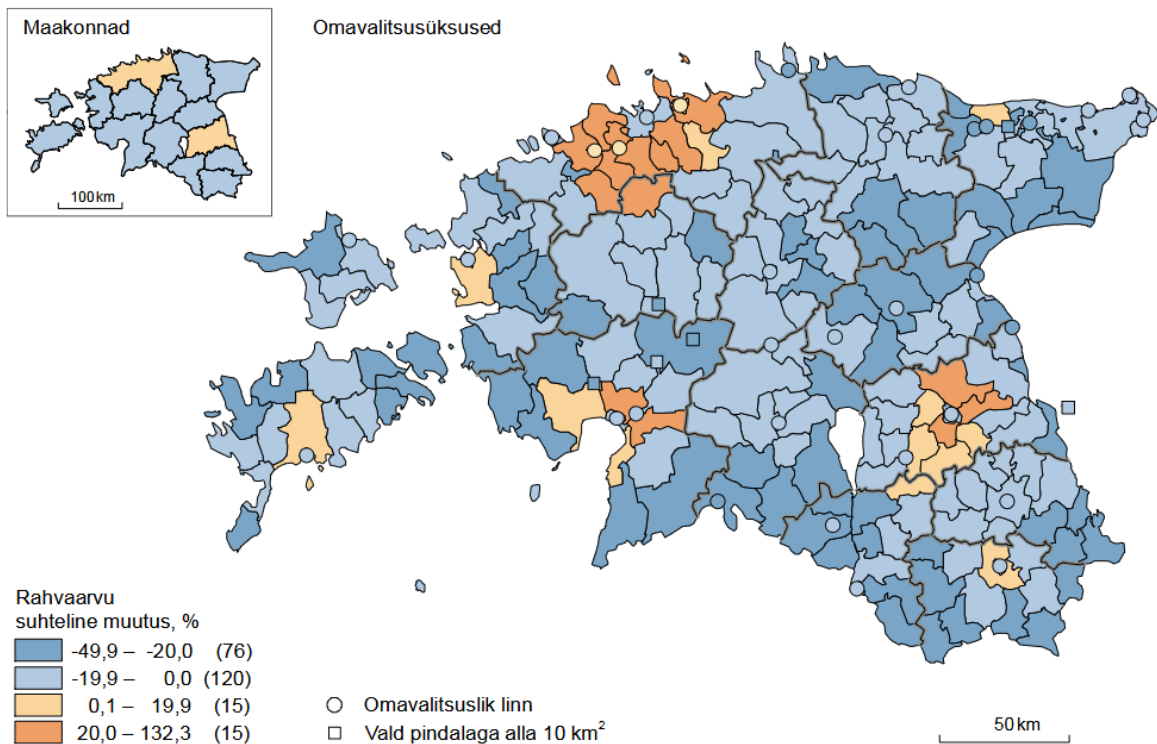 Maakonnad
100 km
Omavalitsusüksused
Rahvaarvu
suhteline muutus, %
-49,9 – -20,0 (76)
-19,9 – 0,0 (120)
0,1 – 19,9 (15)
20,0 – 132,3 (15)
Omavalitsuslik linn
Vald pindalaga alla 10 km²
50 km